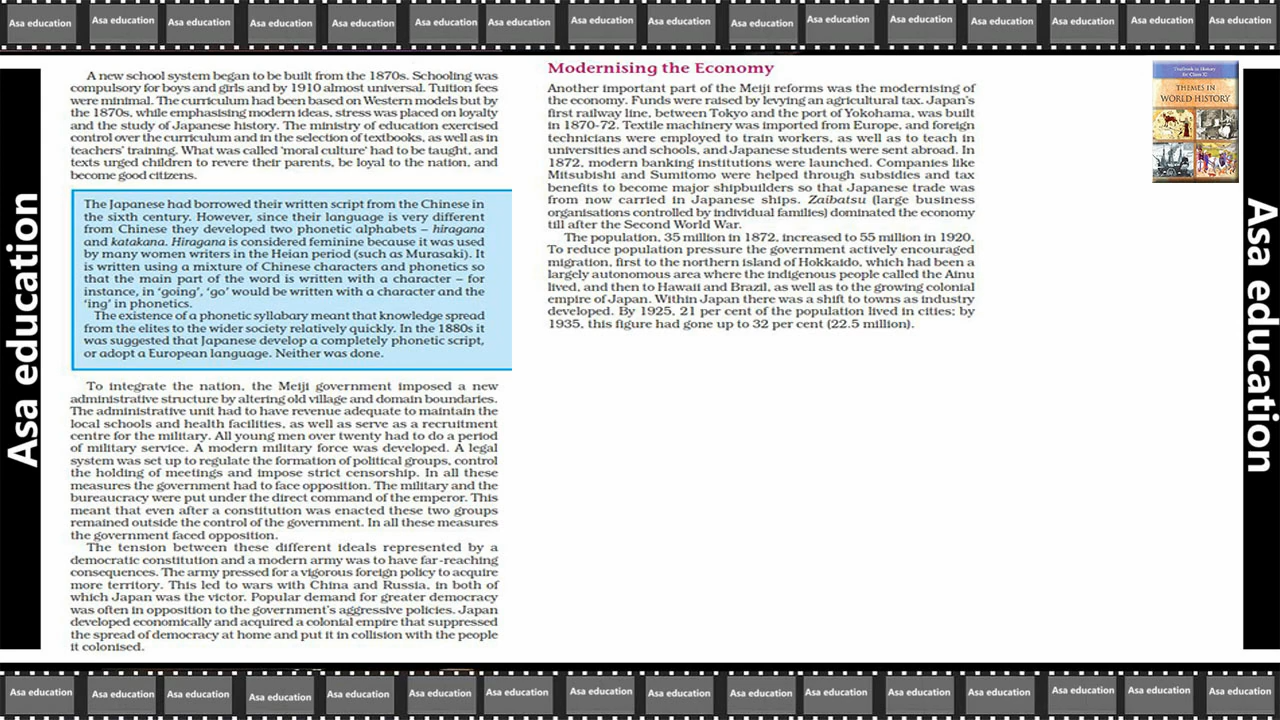 Asa education Asa education Asa education Asa education Asa education Asa education Asa education Asa education Asa education Asa education Asa education Asa education Asa education Asa education Asa education Asa education
Asa education
A new school system began to be built from the 1870s. Schooling was
compulsory for boys and girls and by 1910 almost universal. Tuition fees
were minimal. The curriculum had been based on Western models but by
the 1870s, while emphasising modern ideas, stress was placed on loyalty
and the study of Japanese history. The ministry of education exercised
control over the curriculum and in the selection of textbooks, as well as in
teachers' training. What was called 'moral culture' had to be taught, and
texts urged children to revere their parents, be loyal to the nation, and
become good citizens.
The Japanese had borrowed their written script from the Chinese in
the sixth century. However, since their language is very different
from Chinese they developed two phonetic alphabets – hiragana
and katakana. Hiragana is considered feminine because it was used
by many women writers in the Heian period (such as Murasaki). It
is written using a mixture of Chinese characters and phonetics so
that the main part of the word is written with a character – for
instance, in 'going', 'go' would be written with a character and the
'ing' in phonetics.
The existence of a phonetic syllabary meant that knowledge spread
from the elites to the wider society relatively quickly. In the 1880s it
was suggested that Japanese develop a completely phonetic script,
or adopt a European language. Neither was done.
To integrate the nation, the Meiji government imposed a new
administrative structure by altering old village and domain boundaries.
The administrative unit had to have revenue adequate to maintain the
local schools and health facilities, as well as serve as a recruitment
centre for the military. All young men over twenty had to do a period
of military service. A modern military force was developed. A legal
system was set up to regulate the formation of political groups, control
the holding of meetings and impose strict censorship. In all these
measures the government had to face opposition. The military and the
bureaucracy were put under the direct command of the emperor. This
meant that even after a constitution was enacted these two groups
remained outside the control of the government. In all these measures
the government faced opposition.
The tension between these different ideals represented by a
democratic constitution and a modern army was to have far-reaching
consequences. The army pressed for a vigorous foreign policy to acquire
more territory. This led to wars with China and Russia, in both of
which Japan was the victor. Popular demand for greater democracy
was often in opposition to the government's aggressive policies. Japan
developed economically and acquired a colonial empire that suppressed
the spread of democracy at home and put it in collision with the people
it colonised.
Modernising the Economy
Another important part of the Meiji reforms was the modernising of
the economy. Funds were raised by levying an agricultural tax. Japan's
first railway line, between Tokyo and the port of Yokohama, was built
in 1870-72. Textile machinery was imported from Europe, and foreign
technicians were employed to train workers, as well as to teach in
universities and schools, and Japanese students were sent abroad. In
1872, modern banking institutions were launched. Companies like
Mitsubishi and Sumitomo were helped through subsidies and tax
benefits to become major shipbuilders so that Japanese trade was
from now carried in Japanese ships. Zaibatsu (large business
organisations controlled by individual families) dominated the economy
till after the Second World War.
The population, 35 million in 1872, increased to 55 million in 1920.
To reduce population pressure the government actively encouraged
migration, first to the northern island of Hokkaido, which had been a
largely autonomous area where the indigenous people called the Ainu
lived, and then to Hawaii and Brazil, as well as to the growing colonial
empire of Japan. Within Japan there was a shift to towns as industry
developed. By 1925, 21 per cent of the population lived in cities; by
1935, this figure had gone up to 32 per cent (22.5 million).
Textbook in History
for Class XI
THEMES IN
WORLD HISTORY
Asa education
Asa education Asa education Asa education Asa education Asa education Asa education Asa education Asa education Asa education Asa education Asa education Asa education Asa education Asa education Asa education Asa education